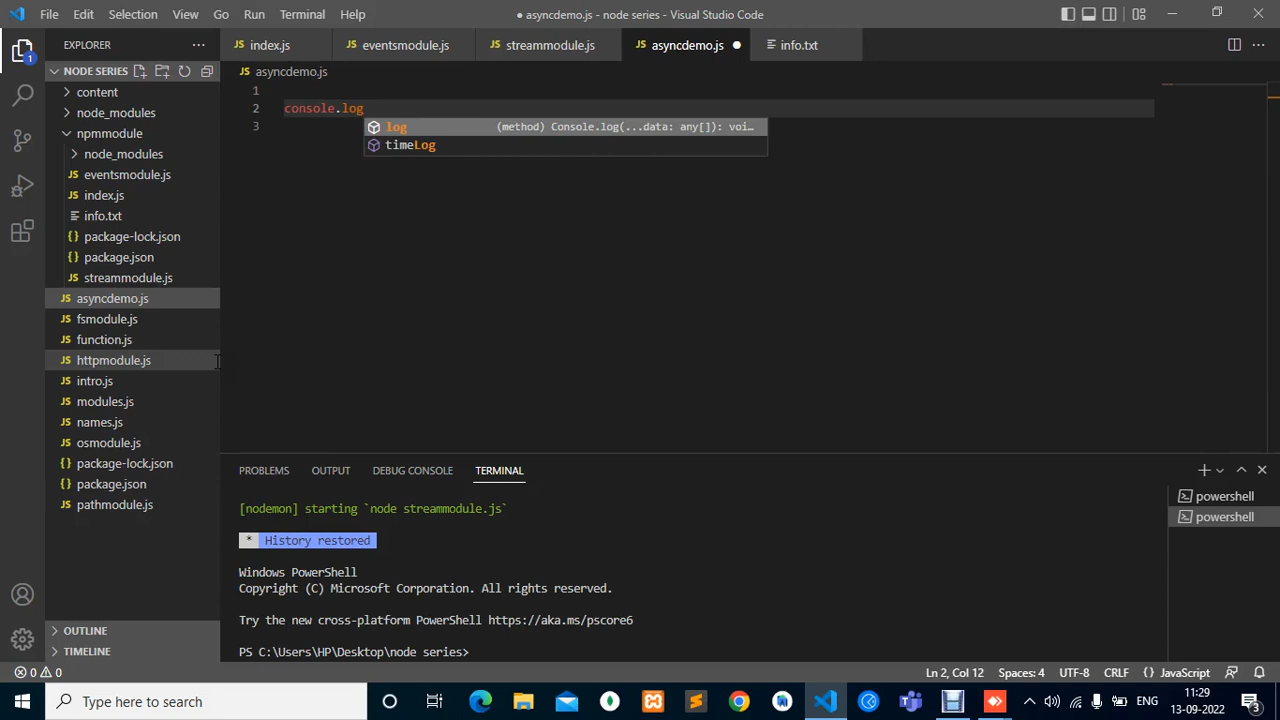 File Edit Selection View Go Run Terminal Help
● asyncdemo.js - node series - Visual Studio Code
EXPLORER
index.js eventsmodule.js streammodule.js asyncdemo.js info.txt
NODE SERIES
content
node_modules
npmmodule
node_modules
eventsmodule.js
index.js
info.txt
package-lock.json
package.json
streammodule.js
asyncdemo.js
fsmodule.js
function.js
httpmodule.js
intro.js
modules.js
names.js
osmodule.js
package-lock.json
package.json
pathmodule.js
OUTLINE
TIMELINE
1
JS asyncdemo.js
1
2 console.log
3
log (method) Console.log(...data: any[]): voi…
timeLog
PROBLEMS OUTPUT DEBUG CONSOLE TERMINAL
[nodemon] starting `node streammodule.js`
* History restored
Windows PowerShell
Copyright (C) Microsoft Corporation. All rights reserved.
Try the new cross-platform PowerShell https://aka.ms/pscore6
PS C:\Users\HP\Desktop\node series>
powershell
powershell
0 0
Ln 2, Col 12 Spaces: 4 UTF-8 CRLF {} JavaScript
Type here to search
ENG
11:29
13-09-2022
3